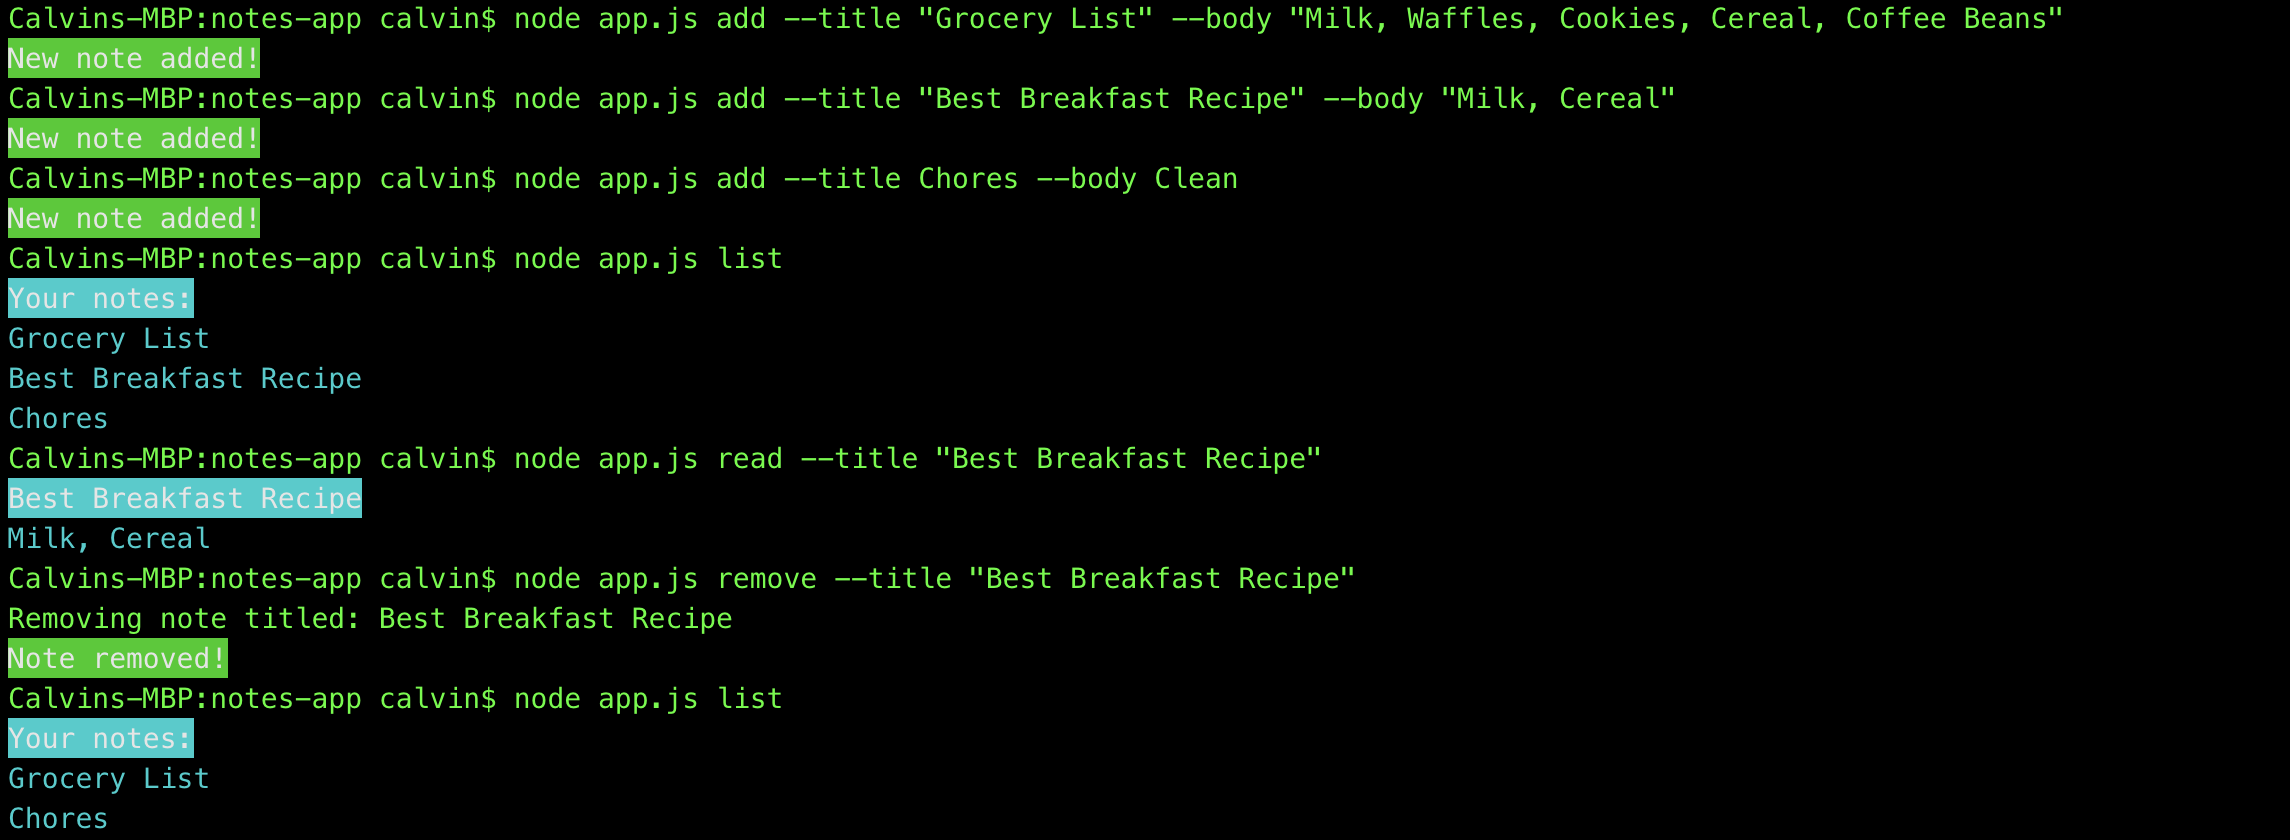 Calvins-MBP:notes-app calvin$ node app.js add --title "Grocery List" --body "Milk, Waffles, Cookies, Cereal, Coffee Beans"
New note added!
Calvins-MBP:notes-app calvin$ node app.js add --title "Best Breakfast Recipe" --body "Milk, Cereal"
New note added!
Calvins-MBP:notes-app calvin$ node app.js add --title Chores --body Clean
New note added!
Calvins-MBP:notes-app calvin$ node app.js list
Your notes:
Grocery List
Best Breakfast Recipe
Chores
Calvins-MBP:notes-app calvin$ node app.js read --title "Best Breakfast Recipe"
Best Breakfast Recipe
Milk, Cereal
Calvins-MBP:notes-app calvin$ node app.js remove --title "Best Breakfast Recipe"
Removing note titled: Best Breakfast Recipe
Note removed!
Calvins-MBP:notes-app calvin$ node app.js list
Your notes:
Grocery List
Chores